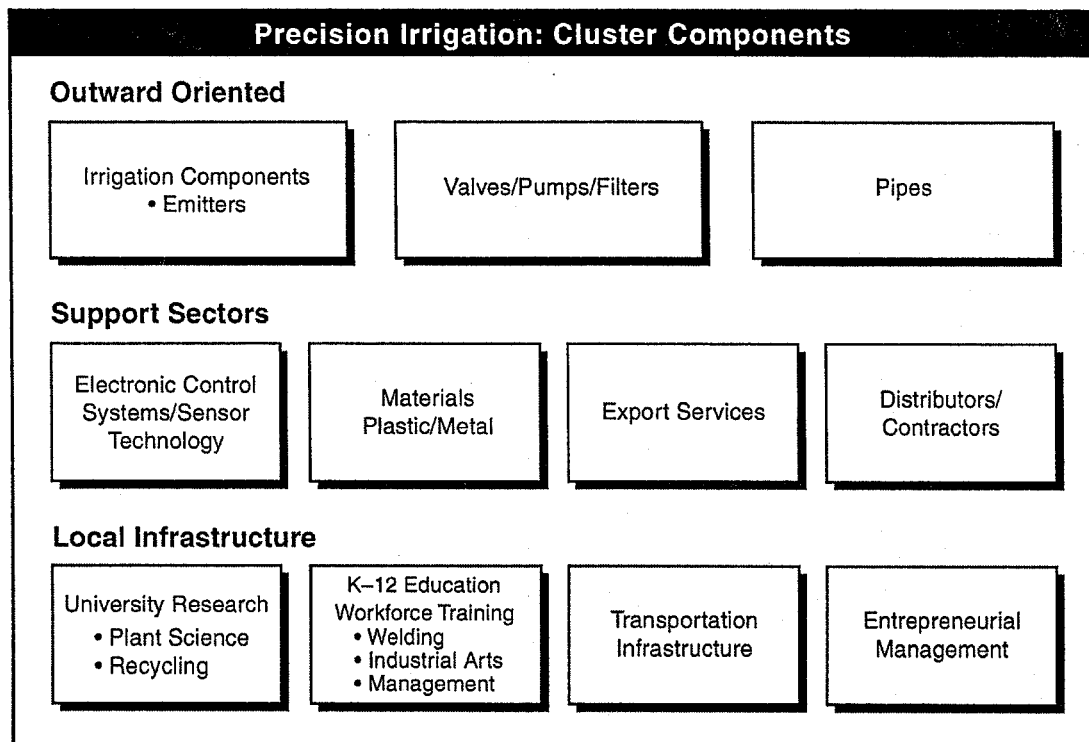 Precision Irrigation: Cluster Components
Outward Oriented
Irrigation Components
• Emitters
Valves/Pumps/Filters
Pipes
Support Sectors
Electronic Control
Systems/Sensor
Technology
Materials
Plastic/Metal
Export Services
Distributors/
Contractors
Local Infrastructure
University Research
• Plant Science
• Recycling
K–12 Education
Workforce Training
• Welding
• Industrial Arts
• Management
Transportation
Infrastructure
Entrepreneurial
Management